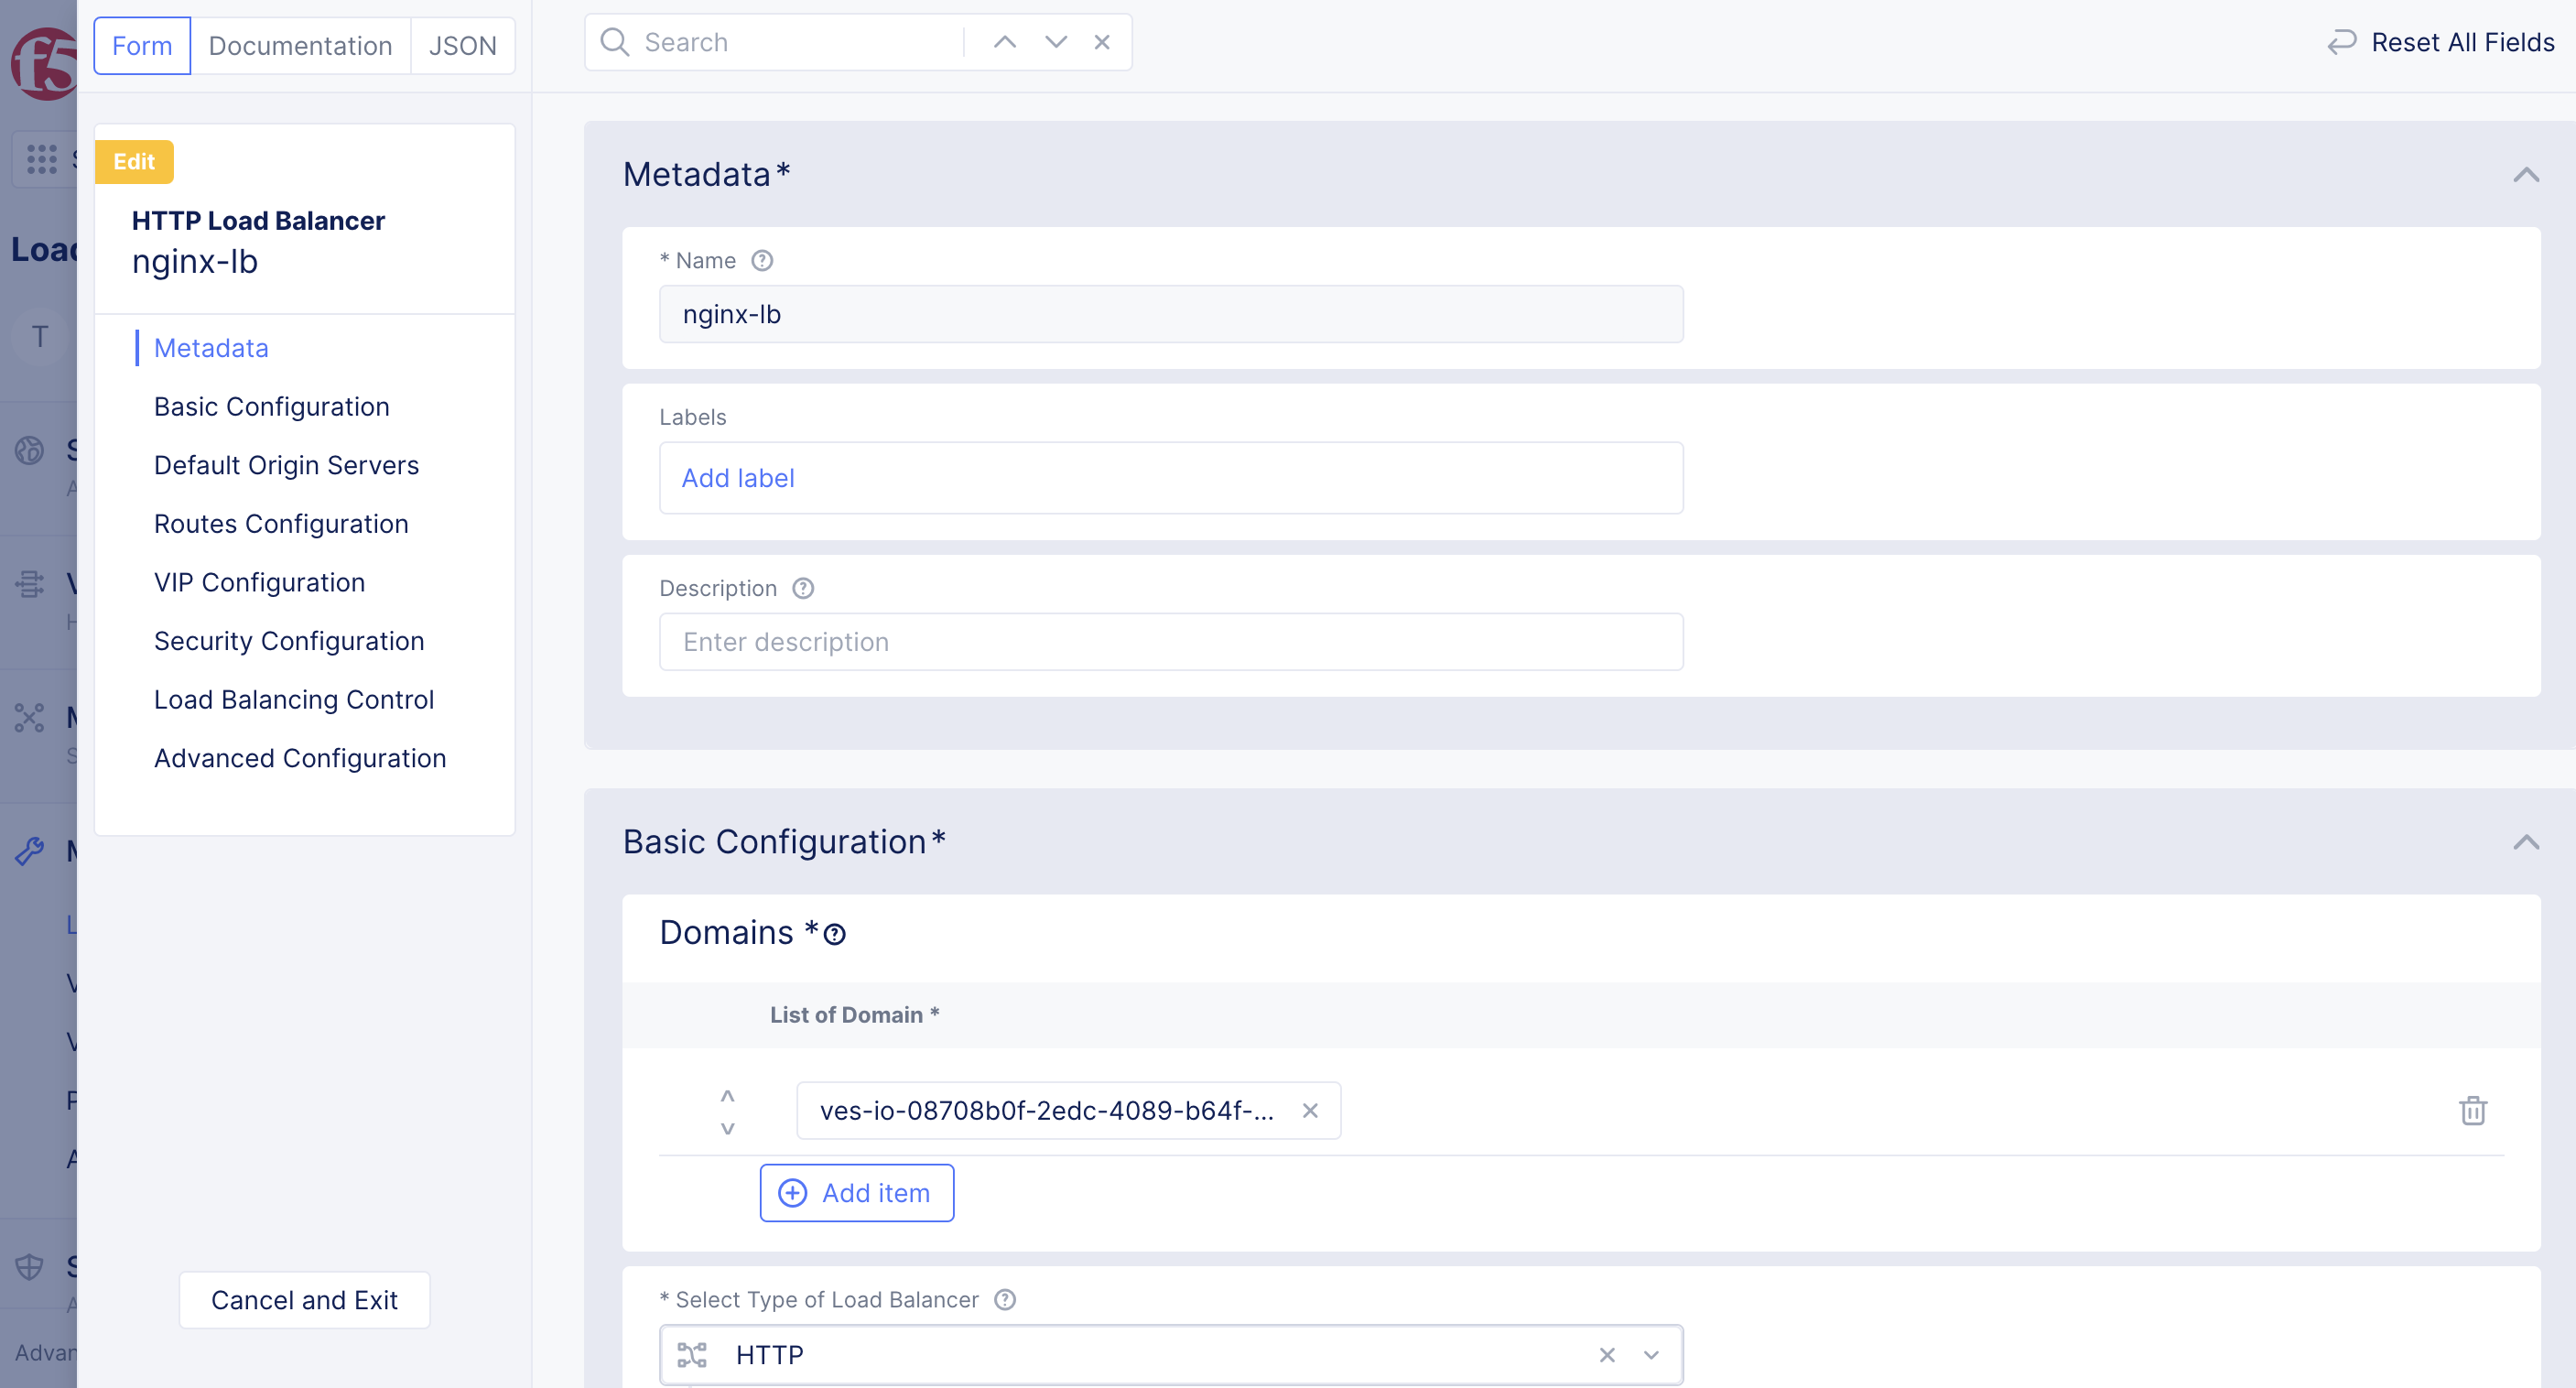 f5
Form
Documentation
JSON
Search
Reset All Fields
Edit
HTTP Load Balancer
nginx-lb
Metadata
Basic Configuration
Default Origin Servers
Routes Configuration
VIP Configuration
Security Configuration
Load Balancing Control
Advanced Configuration
Cancel and Exit
T
Metadata*
* Name
nginx-lb
Labels
Add label
Description
Enter description
Basic Configuration*
Domains *
List of Domain *
ves-io-08708b0f-2edc-4089-b64f-...
Add item
* Select Type of Load Balancer
HTTP